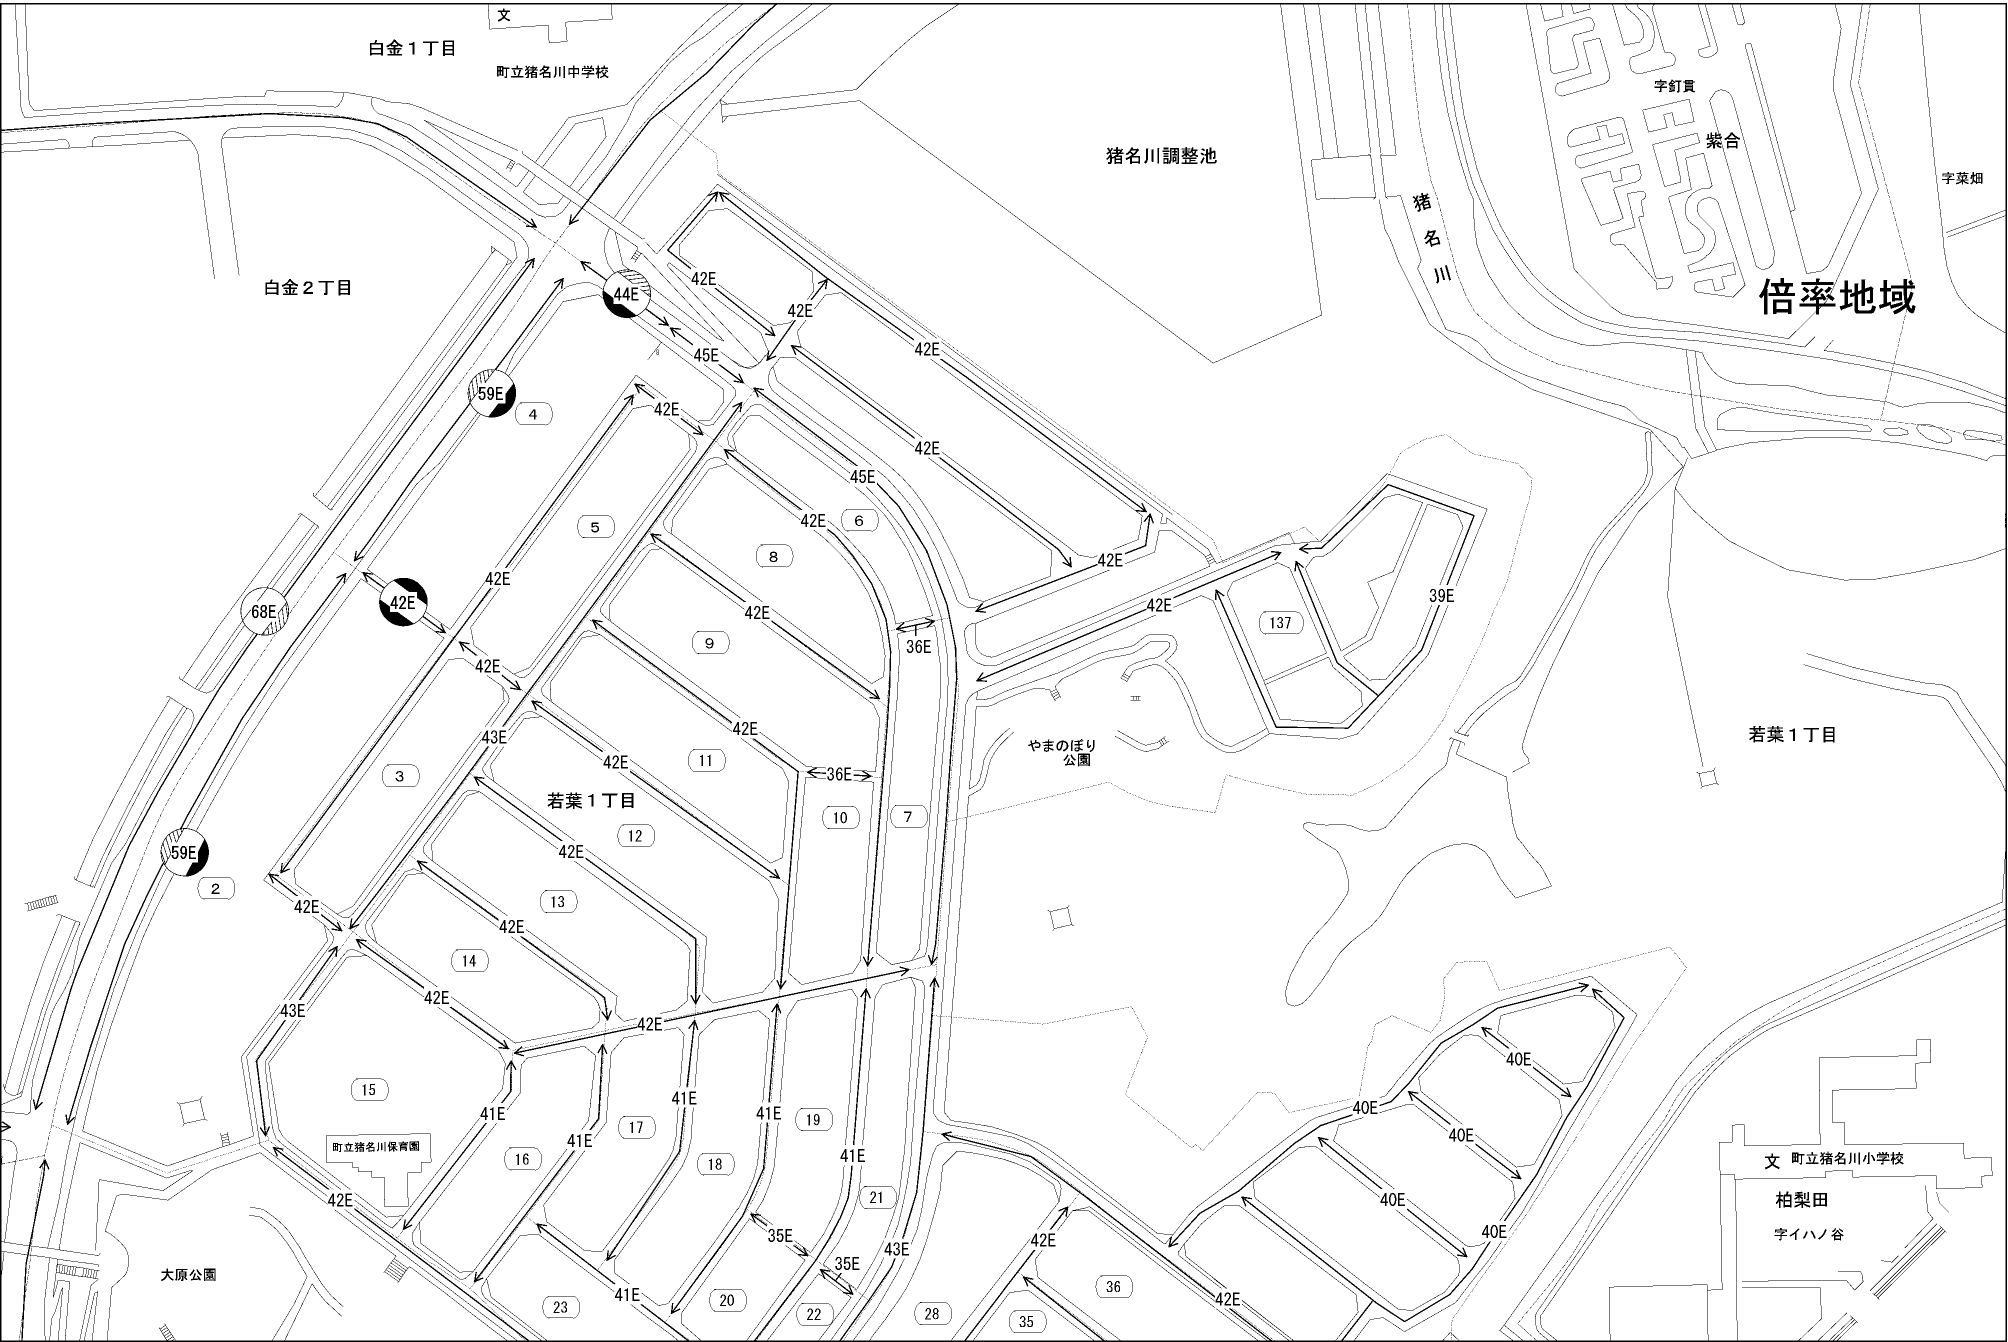 文
白金１丁目
町立猪名川中学校
字釘貫
紫合
猪名川調整池
字菜畑
猪
名
川
白金２丁目
倍率地域
42E
44E
42E
42E
45E
59E
4
42E
42E
45E
6
5
8
42E
42E
42E
42E
68E
42E
42E
39E
137
9
36E
42E
42E
43E
やまのぼり
公園
若葉１丁目
11
42E
3
36E
若葉１丁目
10
7
12
42E
59E
2
13
42E
42E
14
42E
43E
42E
40E
15
41E
41E
41E
40E
17
19
41E
40E
町立猪名川保育園
16
18
41E
文
町立猪名川小学校
柏梨田
字イハノ谷
42E
21
40E
40E
35E
42E
43E
35E
大原公園
36
41E
42E
23
20
22
28
35